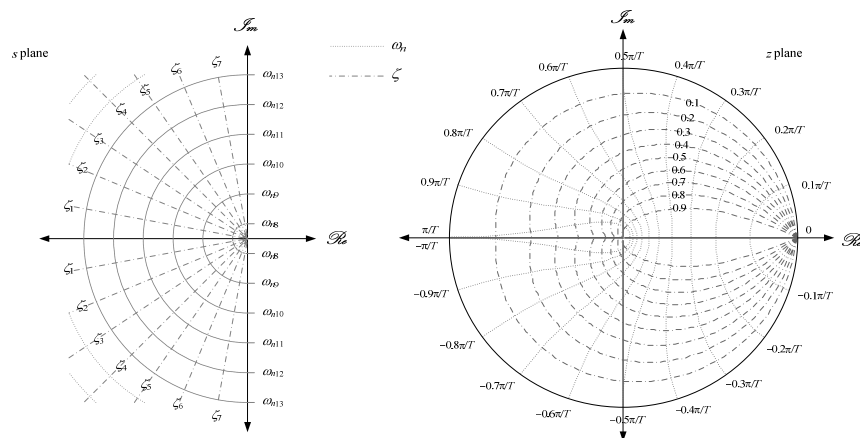 ℐm
s plane
ζ7
ζ6
ζ5
ζ4
ζ3
ζ2
ζ1
ωn13
ωn12
ωn11
ωn10
ωn9
ωn8
ℛe
ωn8
ωn9
ωn10
ωn11
ωn12
ωn13
ζ1
ζ2
ζ3
ζ4
ζ5
ζ6
ζ7
ωn
ζ
ℐm
z plane
0.5π/T
0.6π/T
0.4π/T
0.7π/T
0.3π/T
0.8π/T
0.2π/T
0.9π/T
0.1π/T
π/T
−π/T
0
ℛe
0.1
0.2
0.3
0.4
0.5
0.6
0.7
0.8
0.9
−0.9π/T
−0.1π/T
−0.8π/T
−0.2π/T
−0.7π/T
−0.3π/T
−0.6π/T
−0.4π/T
−0.5π/T